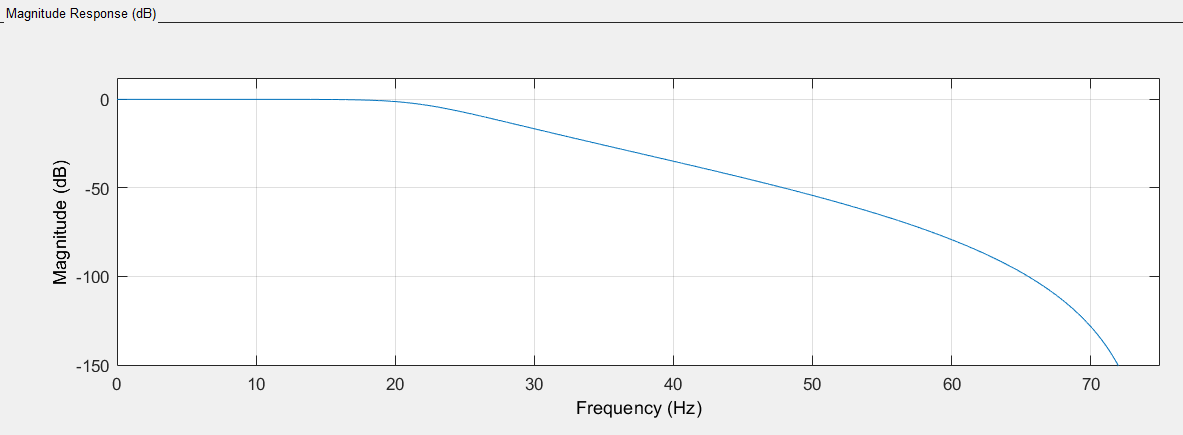 Magnitude Response (dB)
0
-50
-100
-150
Magnitude (dB)
0 10 20 30 40 50 60 70
Frequency (Hz)